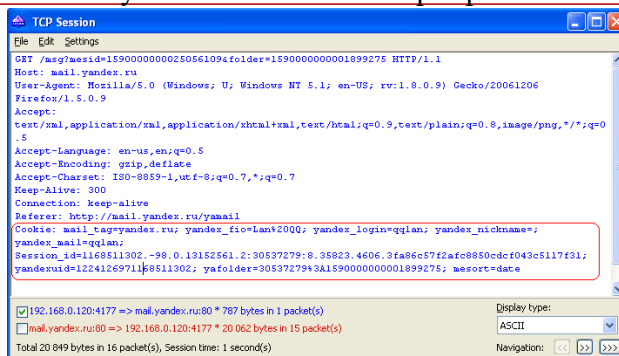 TCP Session
File Edit Settings
GET /msg?mesid=1590000000025056109&folder=1590000000001899275 HTTP/1.1
Host: mail.yandex.ru
User-Agent: Mozilla/5.0 (Windows; U; Windows NT 5.1; en-US; rv:1.8.0.9) Gecko/20061206
Firefox/1.5.0.9
Accept:
text/xml,application/xml,application/xhtml+xml,text/html;q=0.9,text/plain;q=0.8,image/png,*/*;q=0
.5
Accept-Language: en-us,en;q=0.5
Accept-Encoding: gzip,deflate
Accept-Charset: ISO-8859-1,utf-8;q=0.7,*;q=0.7
Keep-Alive: 300
Connection: keep-alive
Referer: http://mail.yandex.ru/yamail
Cookie: mail_tag=yandex.ru; yandex_fio=Lan%20QQ; yandex_login=qqlan; yandex_nickname=;
yandex_mail=qqlan;
Session_id=1168511302.-98.0.13152561.2:30537279:8.35823.4606.3fa86c57f2afc8850cdcf043c5117f31;
yandexuid=1224126971168511302; yafolder=30537279%3A1590000000001899275; mesort=date
192.168.0.120:4177 => mail.yandex.ru:80 * 787 bytes in 1 packet(s)
mail.yandex.ru:80 => 192.168.0.120:4177 * 20 062 bytes in 15 packet(s)
Total 20 849 bytes in 16 packet(s), Session time: 1 second(s)
Display type:
ASCII
Navigation: << >> >>>